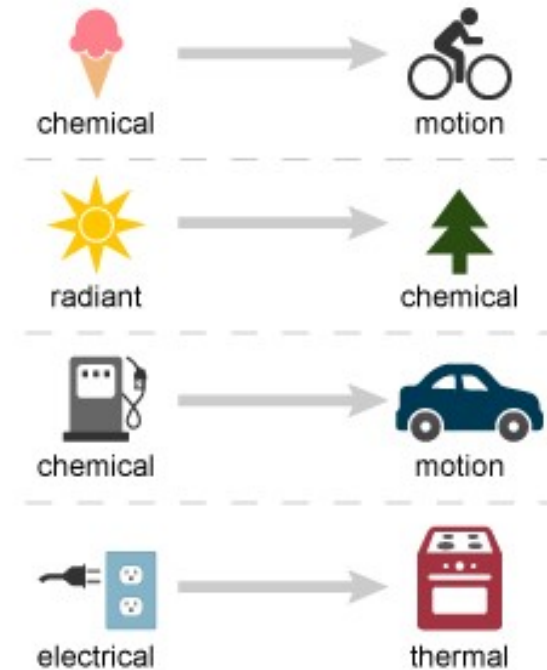 chemical
motion
radiant
chemical
chemical
motion
electrical
thermal